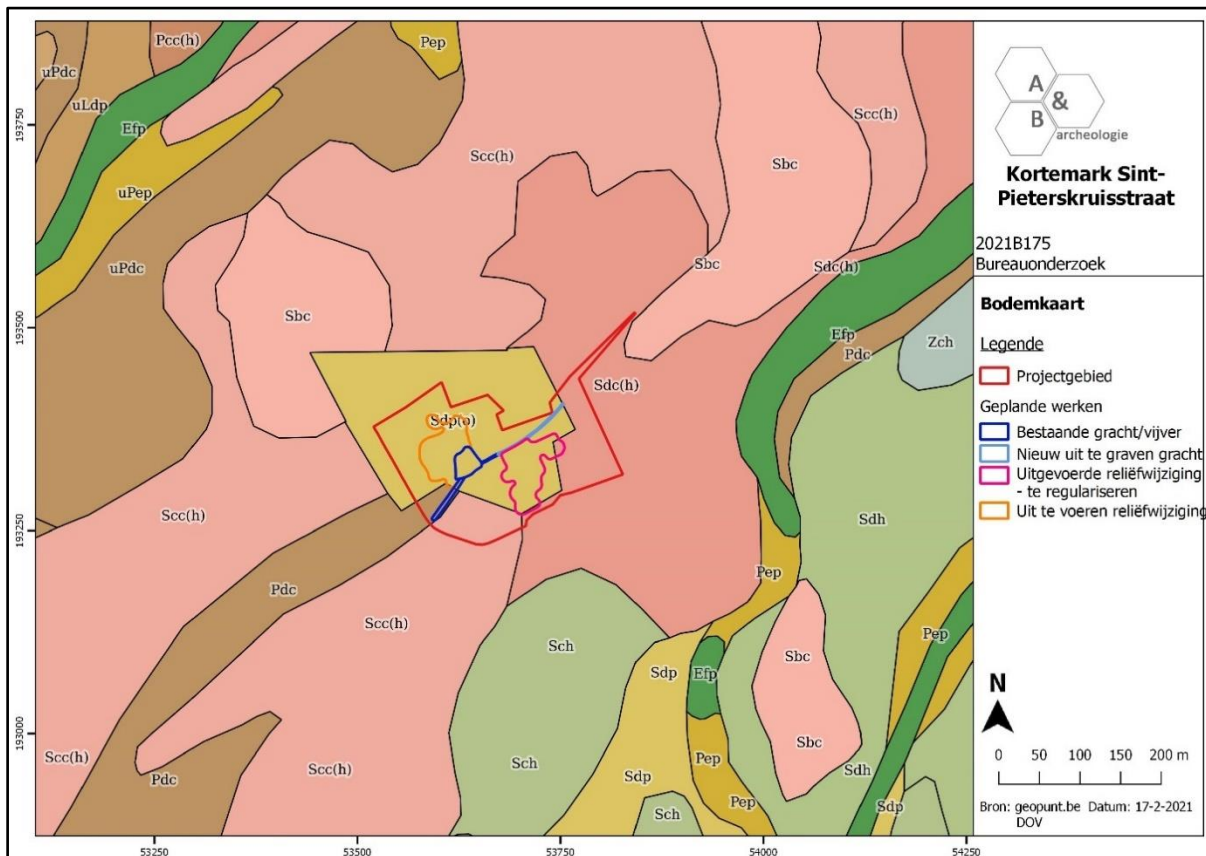 Pcc(h)
uPdc
uLdp
Efp
uPep
uPdc
Pep
Scc(h)
Sbc
Scc(h)
Sbc
Sdc(h)
Efp
Pdc
Zch
Sbc
Sdc(h)
Sdp(o)
Scc(h)
Pdc
Scc(h)
Sdh
Pep
Sch
Sdp
Efp
Sbc
Pep
Scc(h)
Pdc
Scc(h)
Sch
Sdp
Pep
Sbc
Sdh
Sch
Pep
Sdp
193750
193500
193250
193000
53250
53500
53750
54000
54250
A
&
B
archeologie
Kortemark Sint-
Pieterskruisstraat
2021B175
Bureauonderzoek
Bodemkaart
Legende
Projectgebied
Geplande werken
Bestaande gracht/vijver
Nieuw uit te graven gracht
Uitgevoerde reliëfwijziging
- te regulariseren
Uit te voeren reliëfwijziging
N
0 50 100 150 200 m
Bron: geopunt.be Datum: 17-2-2021
DOV